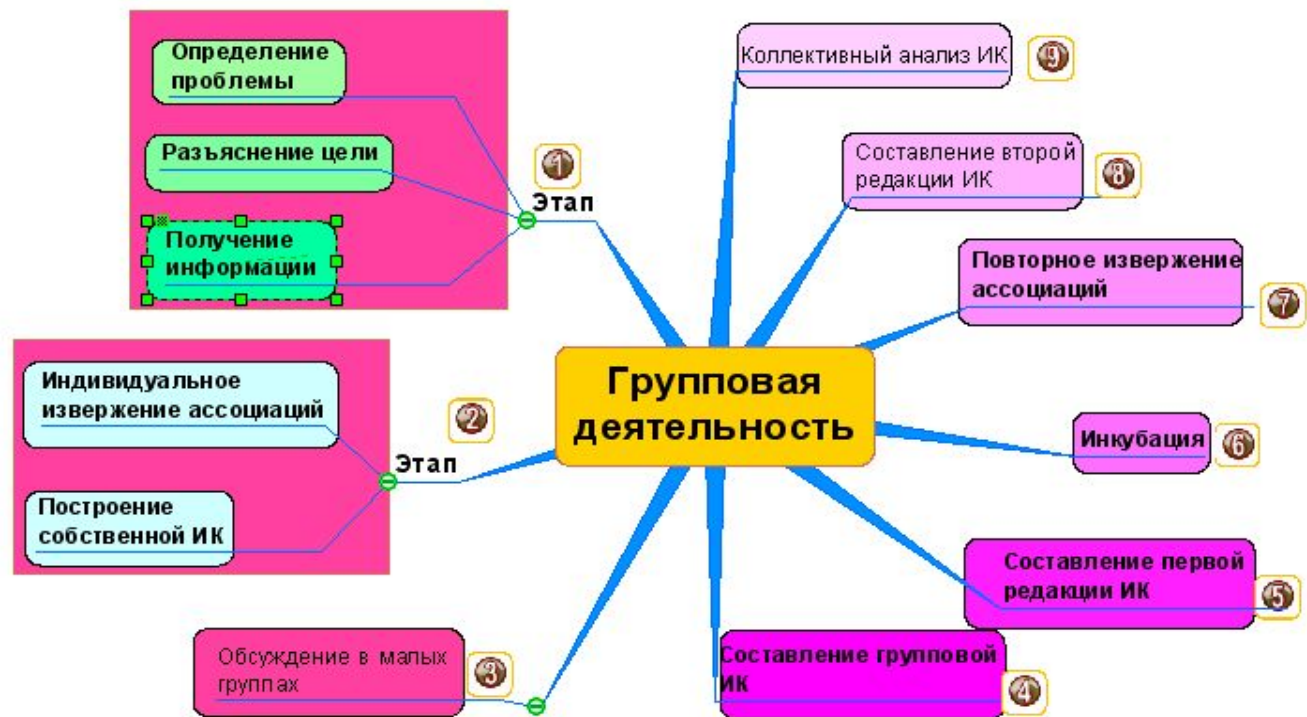 Определение
проблемы
Разъяснение цели
Получение
информации
1
Этап
Индивидуальное
извержение ассоциаций
Построение
собственной ИК
2
Этап
Обсуждение в малых
группах
3
Групповая
деятельность
Коллективный анализ ИК
9
Составление второй
редакции ИК
8
Повторное извержение
ассоциаций
7
Инкубация
6
Составление первой
редакции ИК
5
Составление групповой
ИК
4